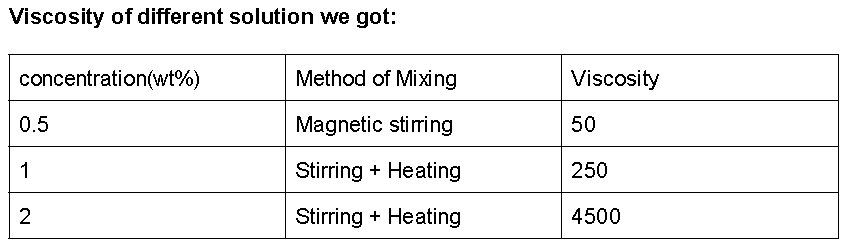 Viscosity of different solution we got:
concentration(wt%) Method of Mixing Viscosity
0.5 Magnetic stirring 50
1 Stirring + Heating 250
2 Stirring + Heating 4500